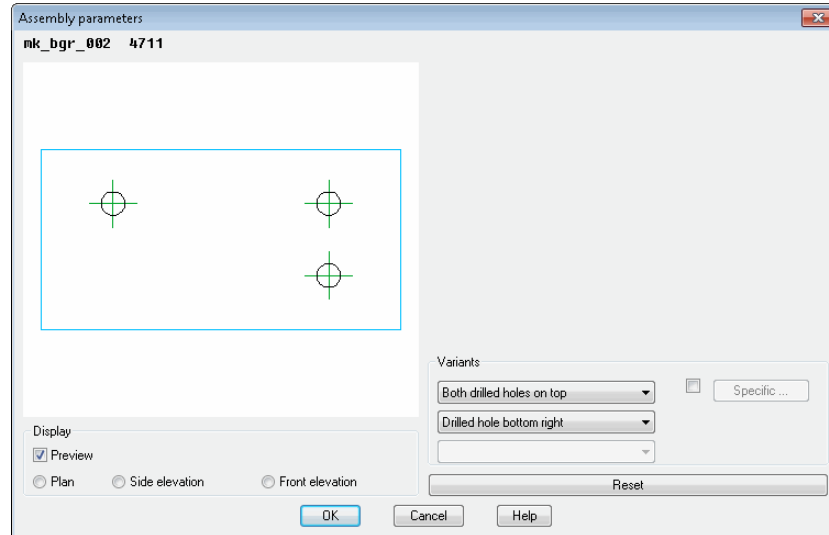 Assembly parameters
mk_bgr_002 4711
Variants
Both drilled holes on top
Specific ...
Drilled hole bottom right
Display
Preview
Plan
Side elevation
Front elevation
Reset
OK
Cancel
Help